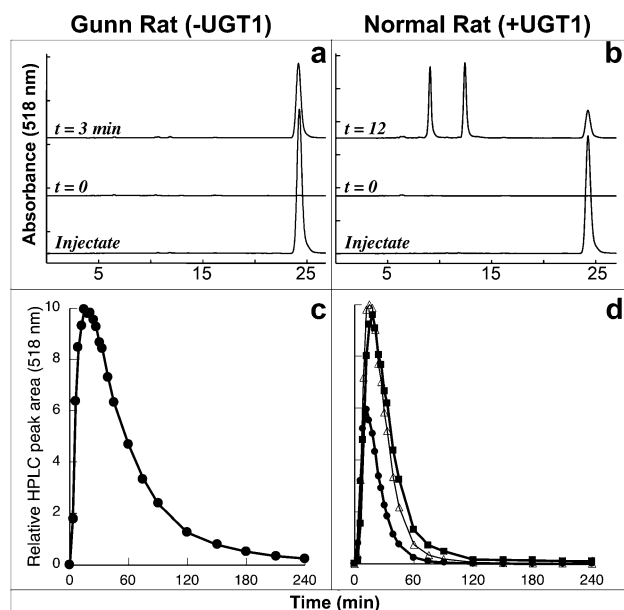 Gunn Rat (-UGT1)
Normal Rat (+UGT1)
a
b
Absorbance (518 nm)
t = 3 min
t = 12
t = 0
t = 0
Injectate
Injectate
5 15 25
5 15 25
c
d
Relative HPLC peak area (518 nm)
10
8
6
4
2
0
0 60 120 180 240
0 60 120 180 240
Time (min)